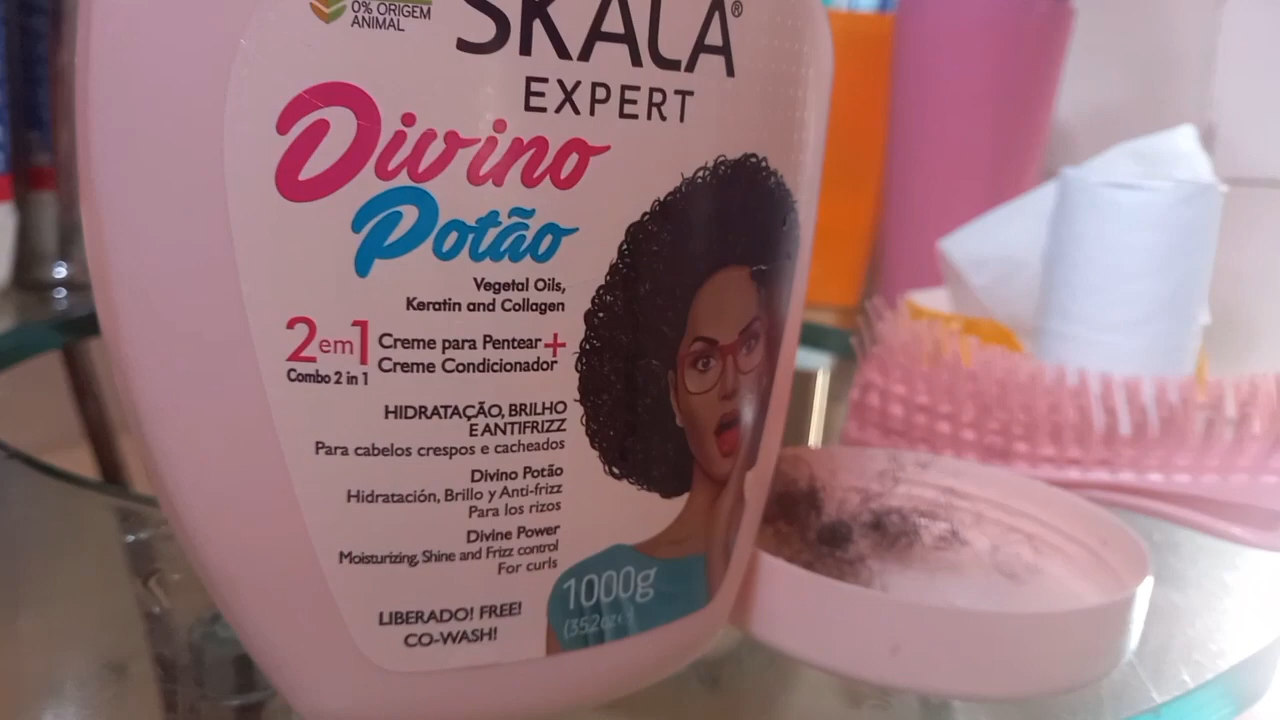 0% ORIGEM
ANIMAL
SKALA®
EXPERT
Divino
Potão
Vegetal Oils,
Keratin and Collagen
2em1 Creme para Pentear+
Creme Condicionador
Combo 2 in 1
HIDRATAÇÃO, BRILHO
E ANTIFRIZZ
Para cabelos crespos e cacheados
Divino Potão
Hidratación, Brillo y Anti-frizz
Para los rizos
Divine Power
Moisturizing, Shine and Frizz control
For curls
1000g
LIBERADO! FREE!
CO-WASH!